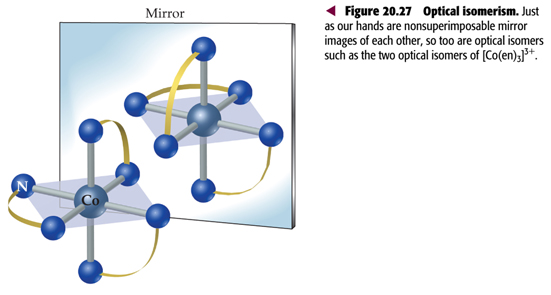 Mirror
N
Co
◀ Figure 20.27 Optical isomerism. Just
as our hands are nonsuperimposable mirror
images of each other, so too are optical isomers
such as the two optical isomers of [Co(en)₃]³⁺.